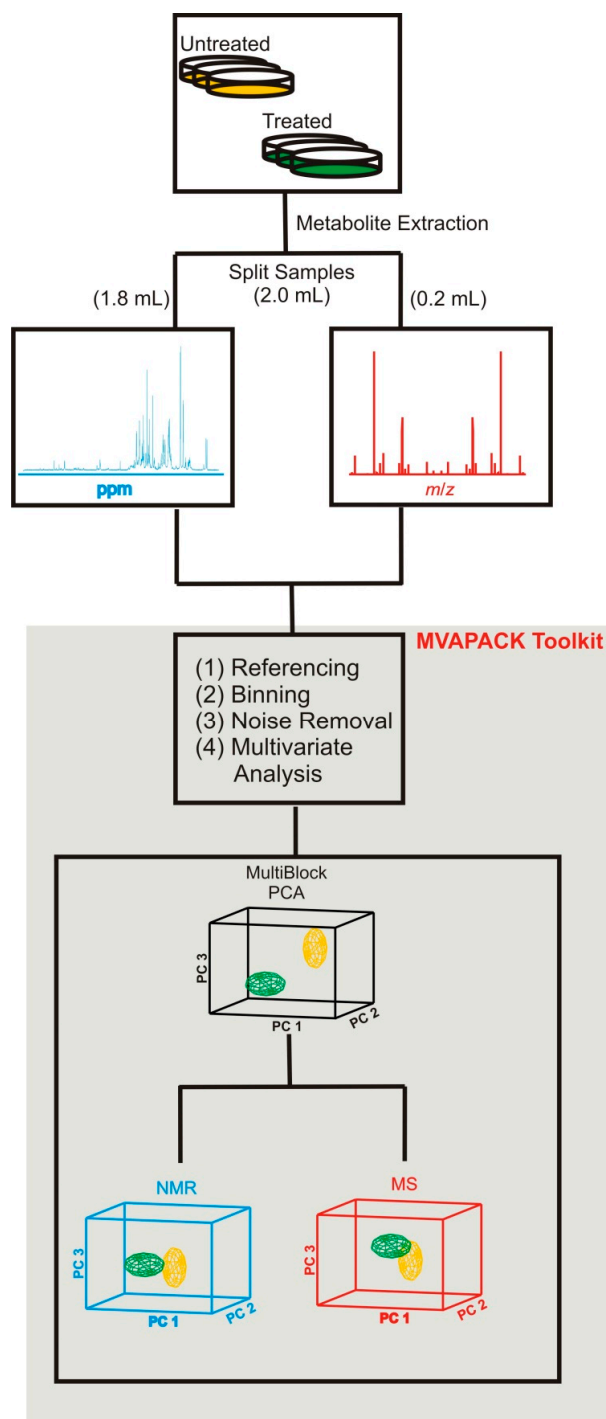 Untreated
Treated
Metabolite Extraction
Split Samples
(1.8 mL)
(2.0 mL)
(0.2 mL)
ppm
m/z
MVAPACK Toolkit
(1) Referencing
(2) Binning
(3) Noise Removal
(4) Multivariate
Analysis
MultiBlock
PCA
PC 3
PC 1
PC 2
NMR
PC 3
PC 1
PC 2
MS
PC 3
PC 1
PC 2